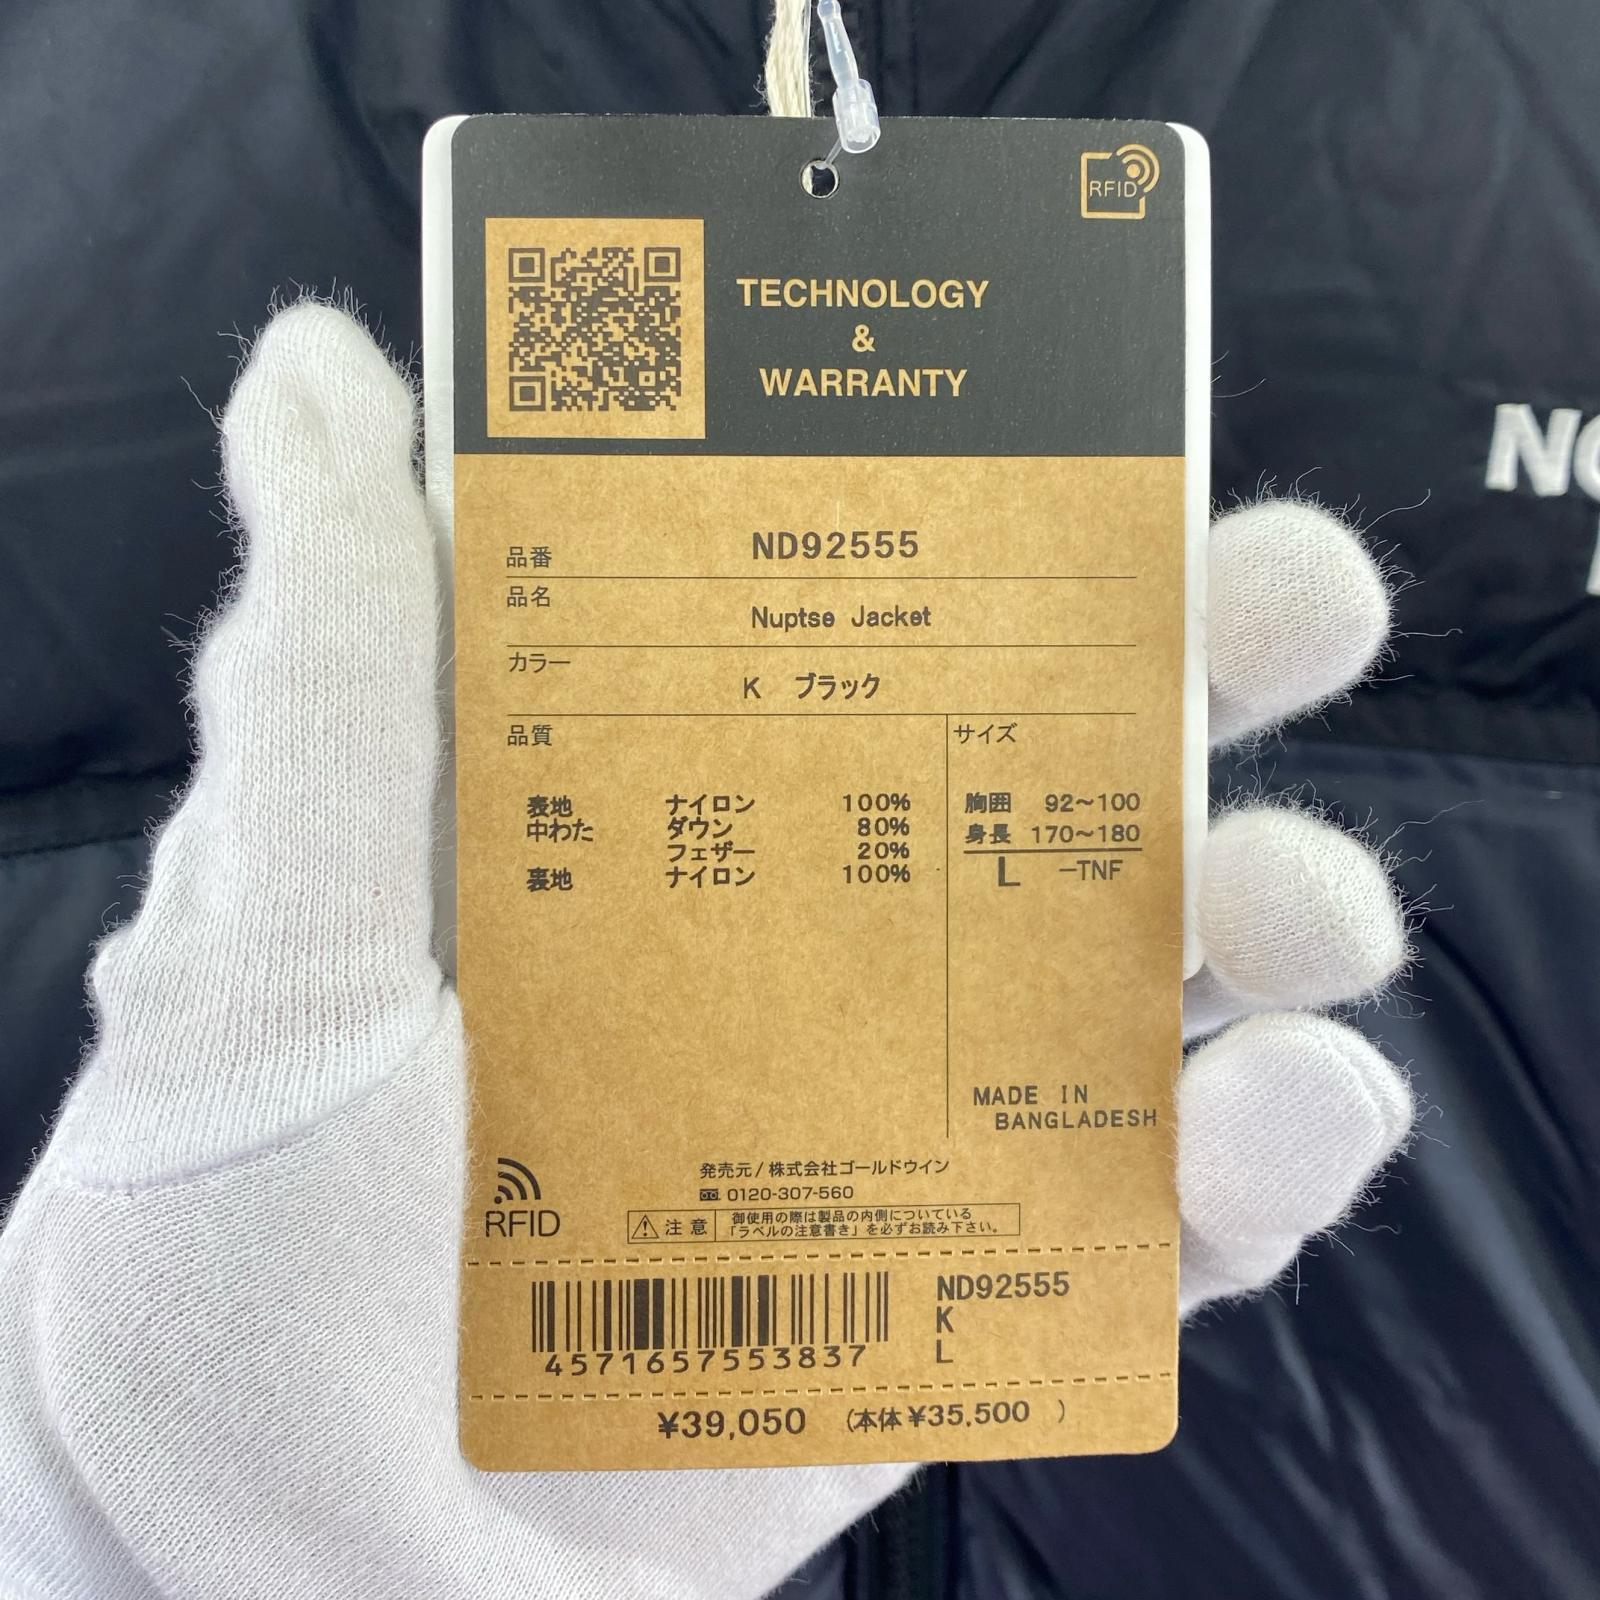 RFID
TECHNOLOGY
&
WARRANTY
品番 ND92555
品名 Nuptse Jacket
カラー K ブラック
品質
表地 ナイロン 100%
中わた ダウン 80%
フェザー 20%
裏地 ナイロン 100%
サイズ
胸囲 92~100
身長 170~180
L -TNF
MADE IN
BANGLADESH
発売元/株式会社ゴールドウイン
0120-307-560
RFID
注意 御使用の際は製品の内側についている
「ラベルの注意書き」を必ずお読み下さい。
4571657553837
ND92555
K
L
¥39,050 (本体¥35,500 )